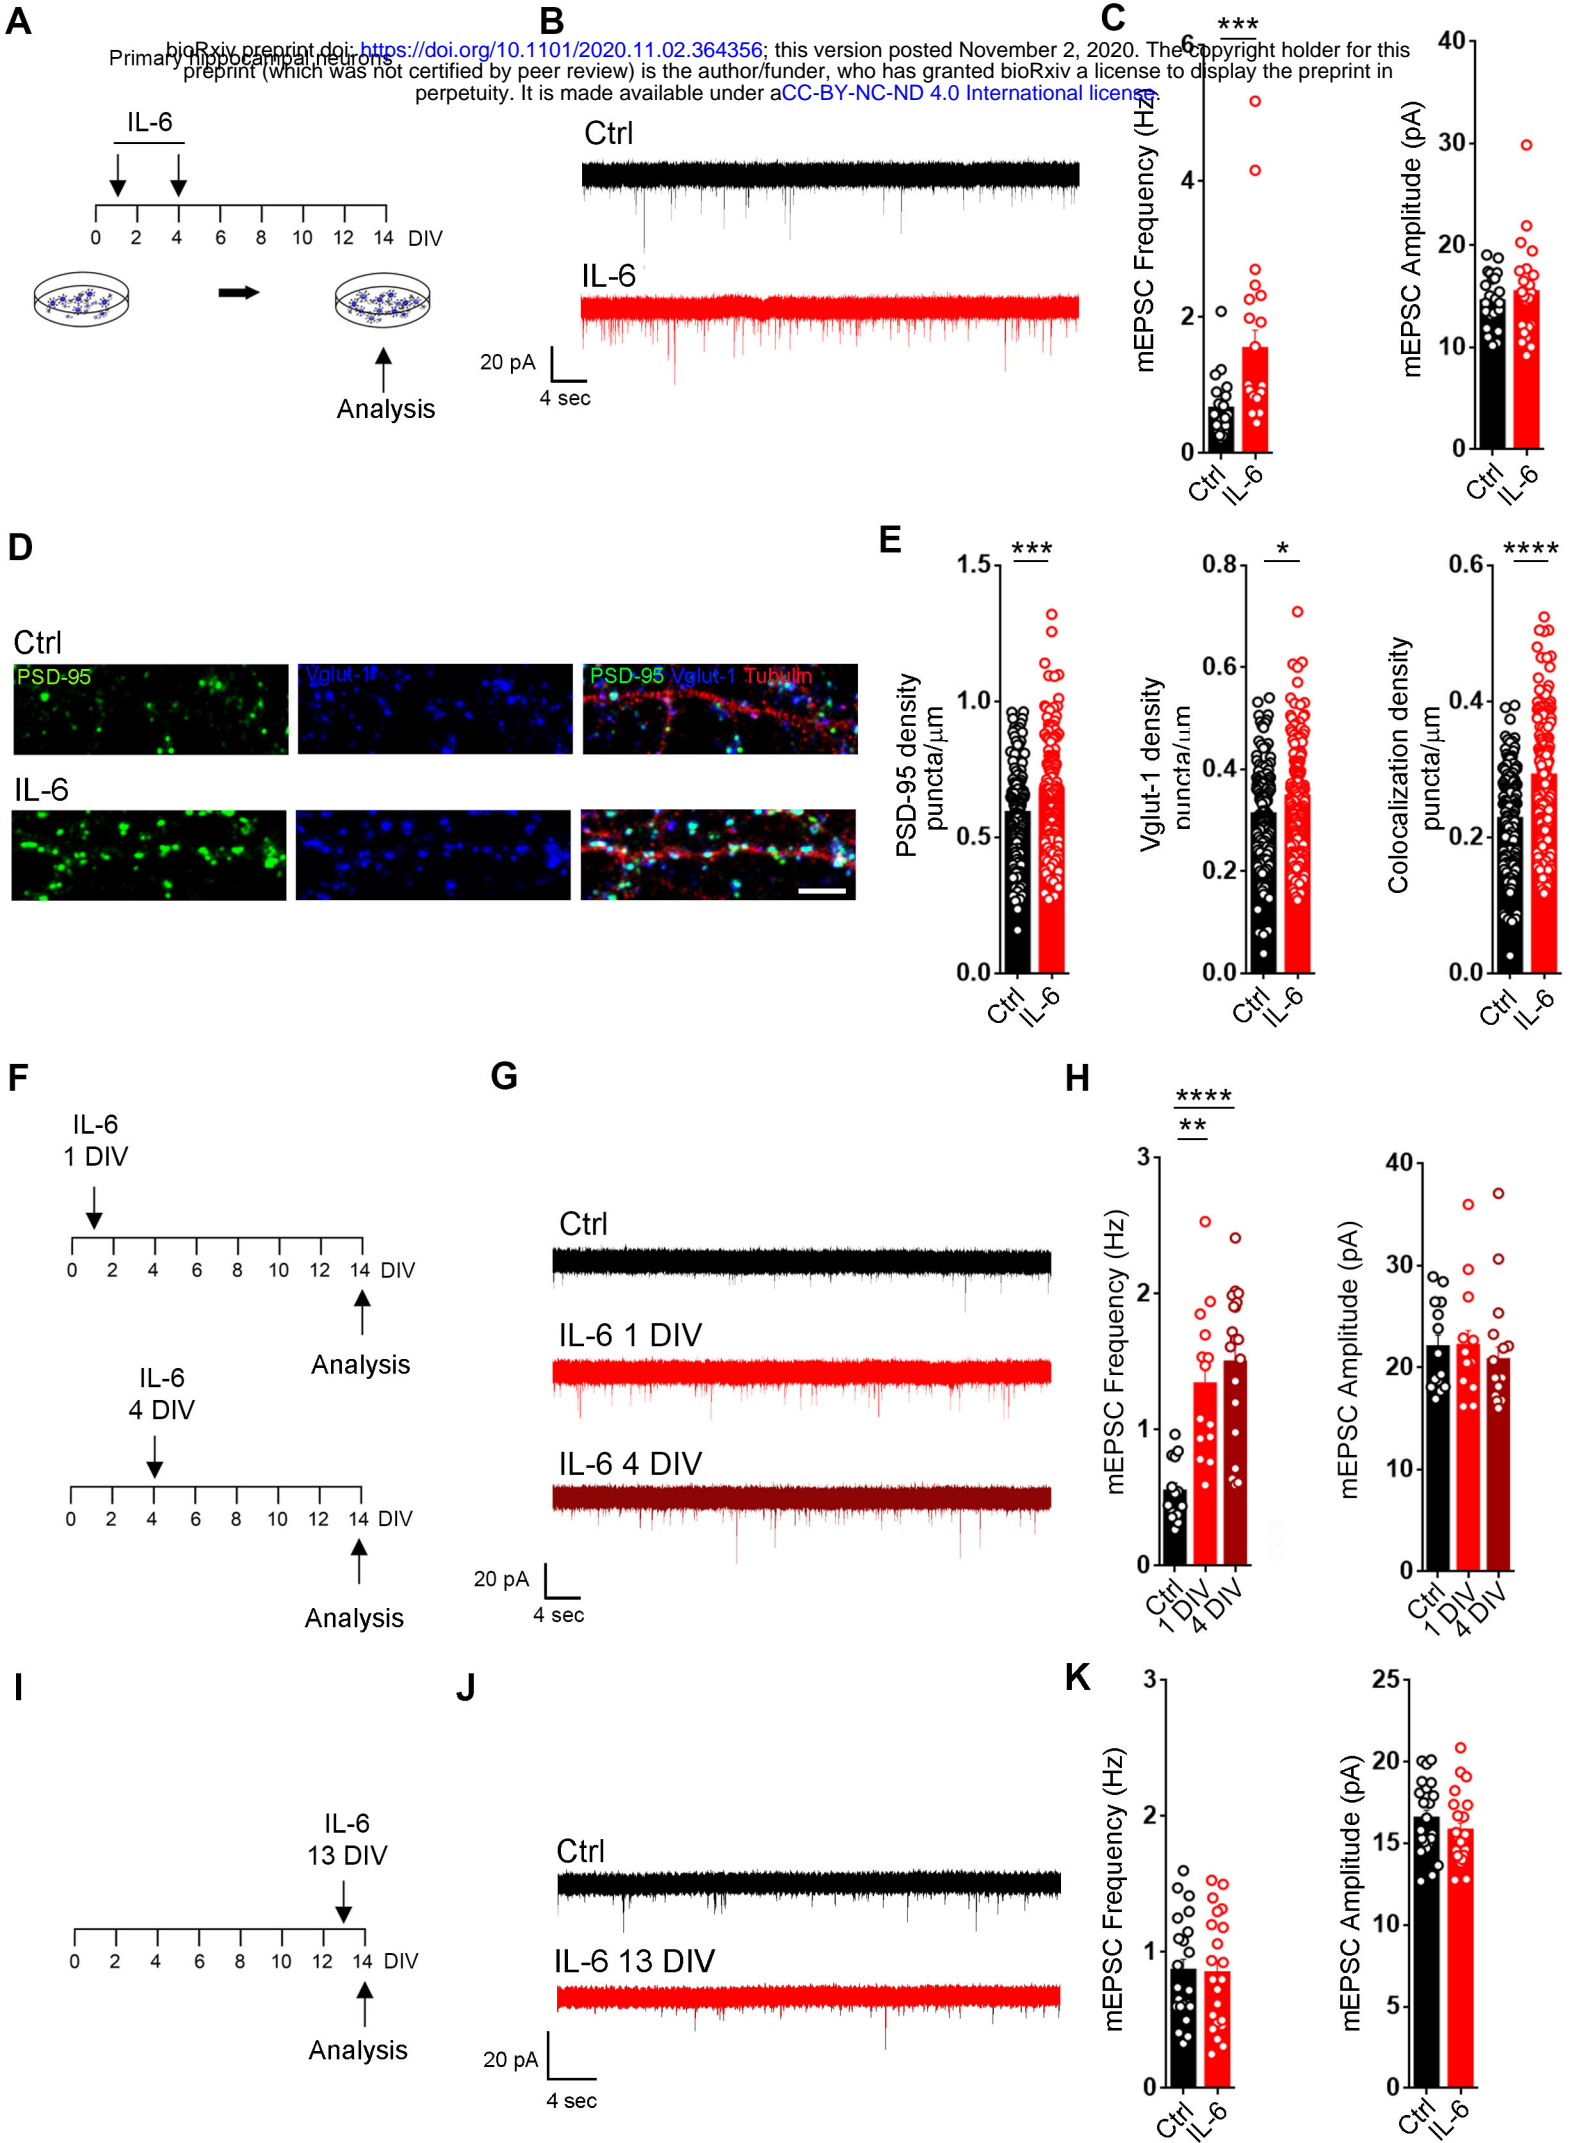 A
B
C
bioRxiv preprint doi: https://doi.org/10.1101/2020.11.02.364356; this version posted November 2, 2020. The copyright holder for this
preprint (which was not certified by peer review) is the author/funder, who has granted bioRxiv a license to display the preprint in
perpetuity. It is made available under aCC-BY-NC-ND 4.0 International license.
Primary hippocampal neurons
IL-6
0 2 4 6 8 10 12 14 DIV
Analysis
Ctrl
IL-6
20 pA
4 sec
***
mEPSC Frequency (Hz)
6
4
2
0
Ctrl
IL-6
mEPSC Amplitude (pA)
40
30
20
10
0
Ctrl
IL-6
D
Ctrl
PSD-95
Vglut-1
PSD-95 Vglut-1 Tubulin
IL-6
E
***
PSD-95 density
puncta/μm
1.5
1.0
0.5
0.0
Ctrl
IL-6
*
Vglut-1 density
puncta/μm
0.8
0.6
0.4
0.2
0.0
Ctrl
IL-6
****
Colocalization density
puncta/μm
0.6
0.4
0.2
0.0
Ctrl
IL-6
F
IL-6
1 DIV
0 2 4 6 8 10 12 14 DIV
Analysis
IL-6
4 DIV
0 2 4 6 8 10 12 14 DIV
Analysis
G
Ctrl
IL-6 1 DIV
IL-6 4 DIV
20 pA
4 sec
H
****
**
mEPSC Frequency (Hz)
3
2
1
0
Ctrl
1 DIV
4 DIV
mEPSC Amplitude (pA)
40
30
20
10
0
Ctrl
1 DIV
4 DIV
I
IL-6
13 DIV
0 2 4 6 8 10 12 14 DIV
Analysis
J
Ctrl
IL-6 13 DIV
20 pA
4 sec
K
mEPSC Frequency (Hz)
3
2
1
0
Ctrl
IL-6
mEPSC Amplitude (pA)
25
20
15
10
5
0
Ctrl
IL-6